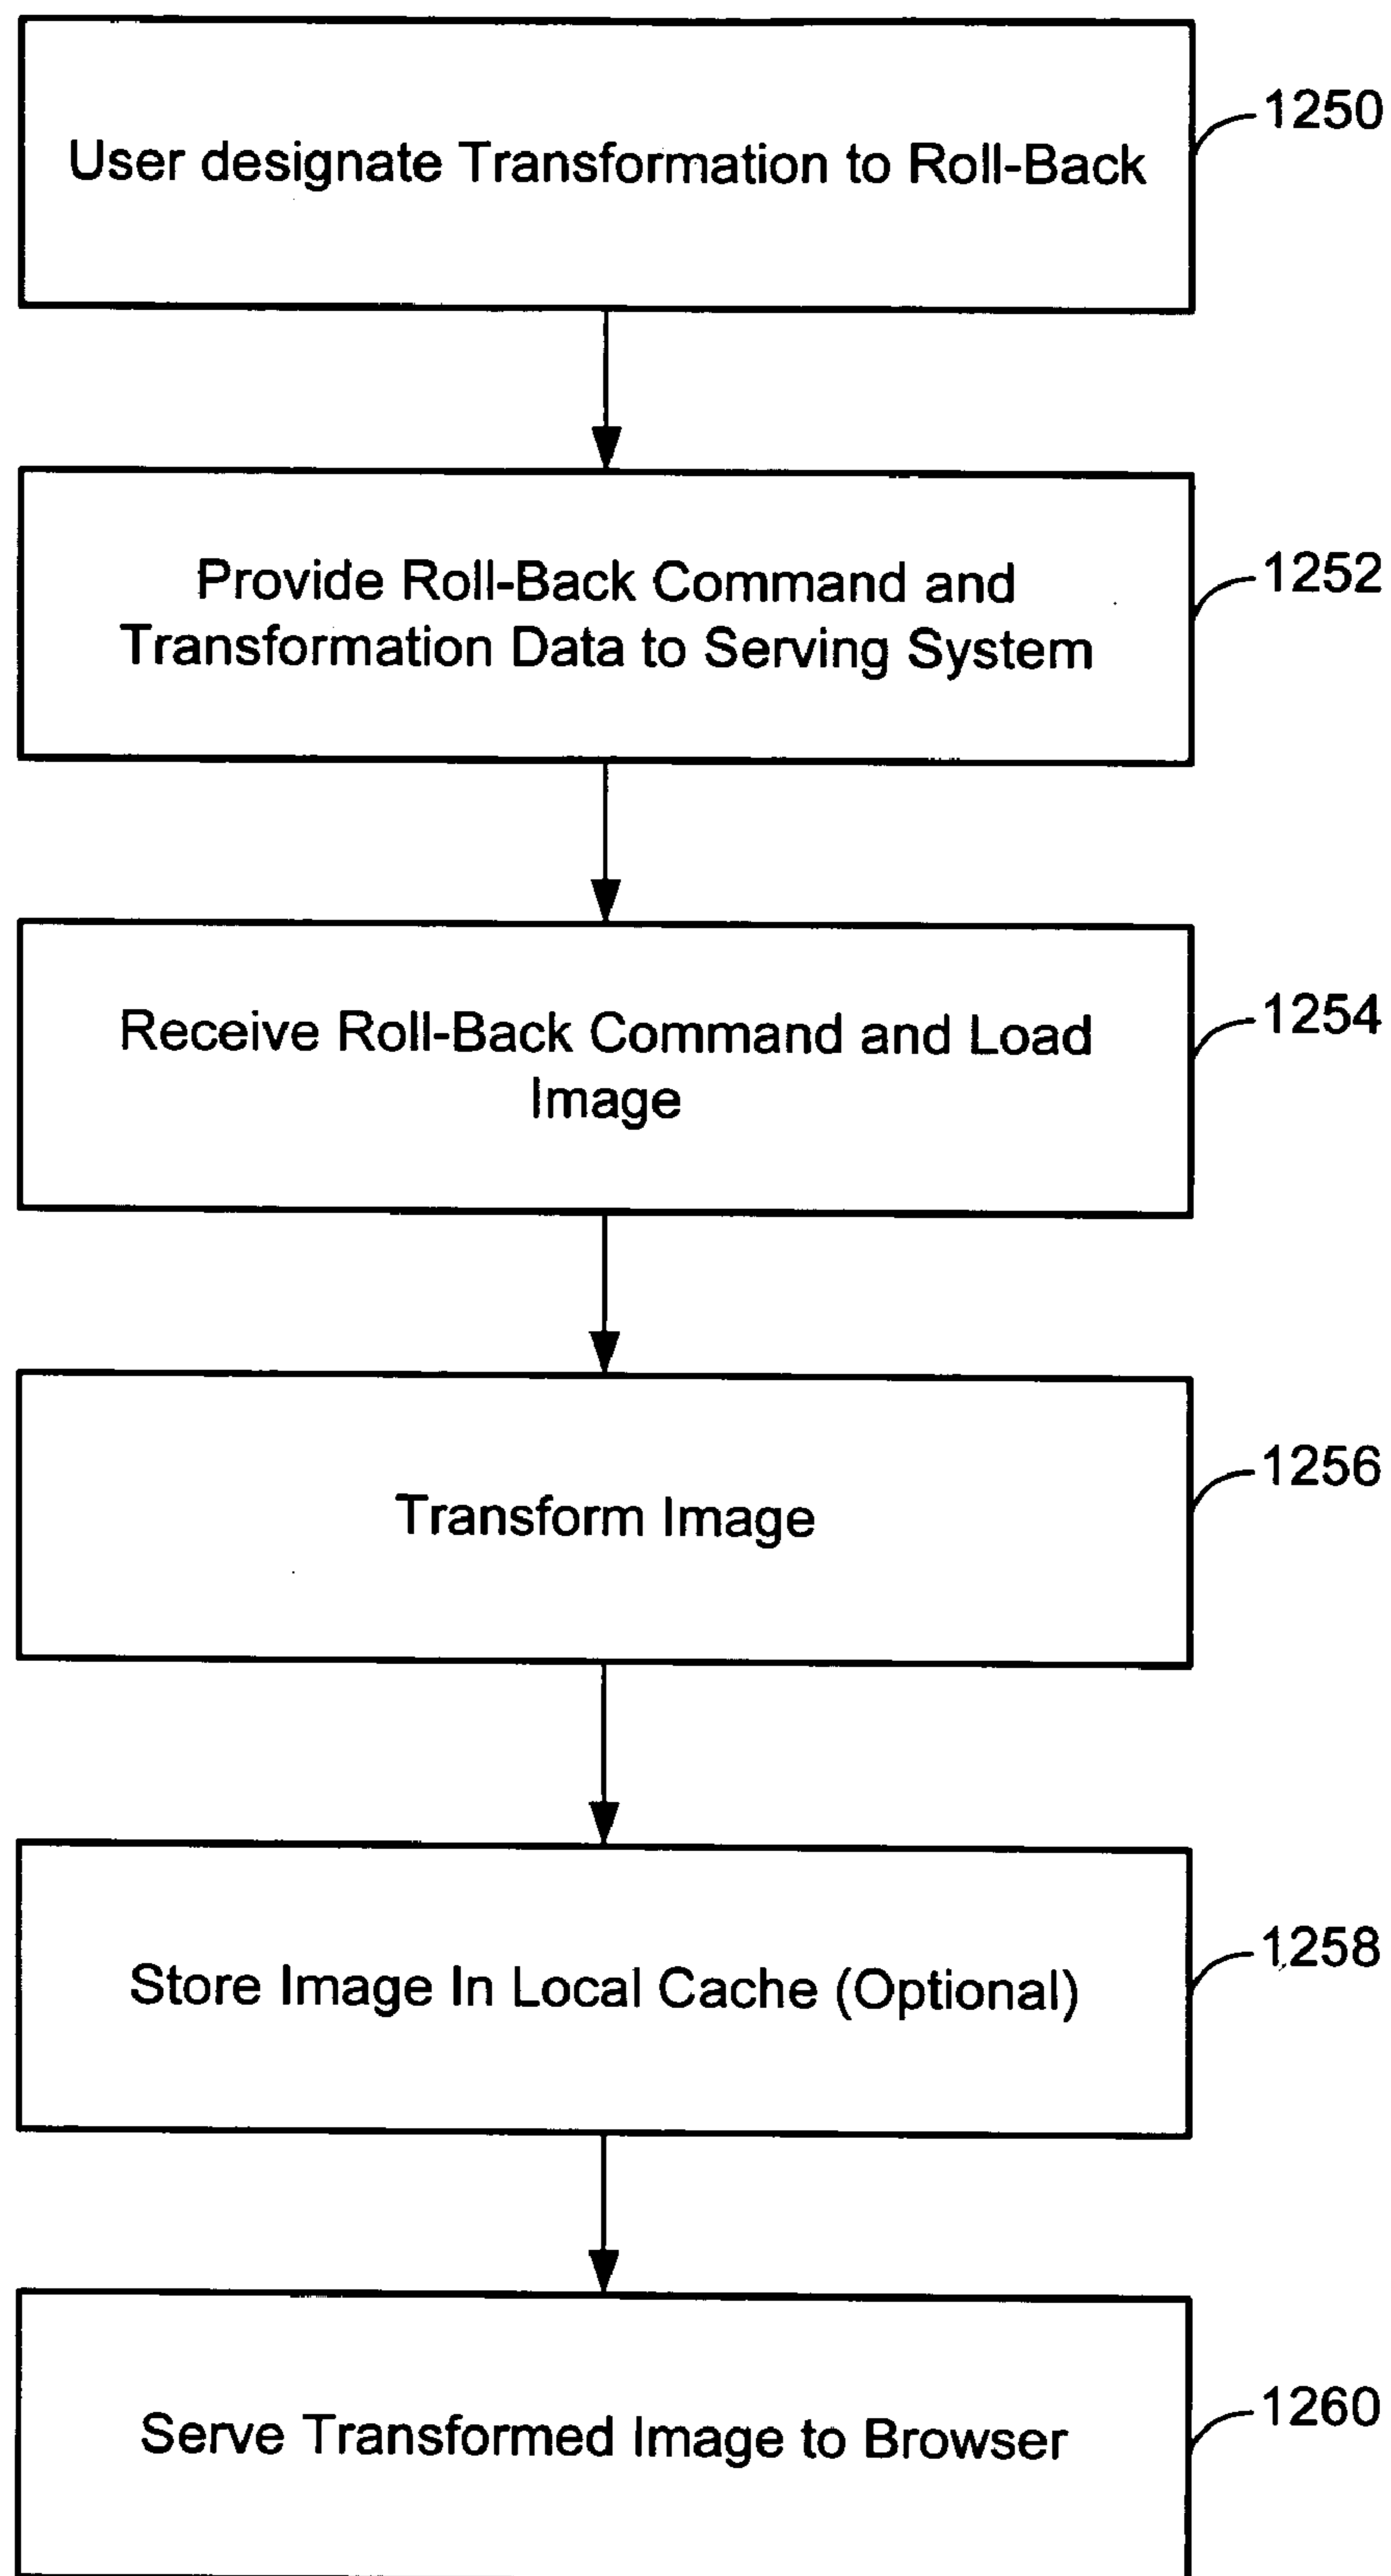 User designate Transformation to Roll-Back
1250
Provide Roll-Back Command and
Transformation Data to Serving System
1252
Receive Roll-Back Command and Load
Image
1254
Transform Image
1256
Store Image In Local Cache (Optional)
1258
Serve Transformed Image to Browser
1260